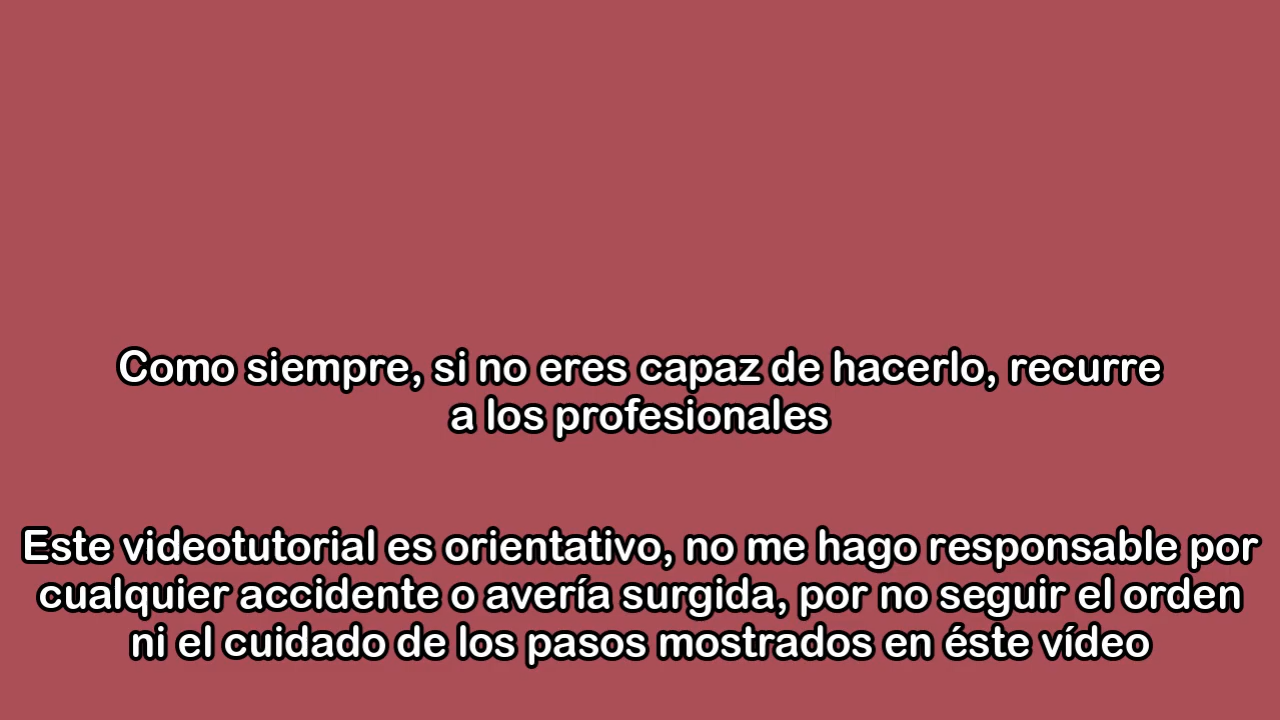 Como siempre, si no eres capaz de hacerlo, recurre
a los profesionales
Este videotutorial es orientativo, no me hago responsable por
cualquier accidente o avería surgida, por no seguir el orden
ni el cuidado de los pasos mostrados en éste vídeo